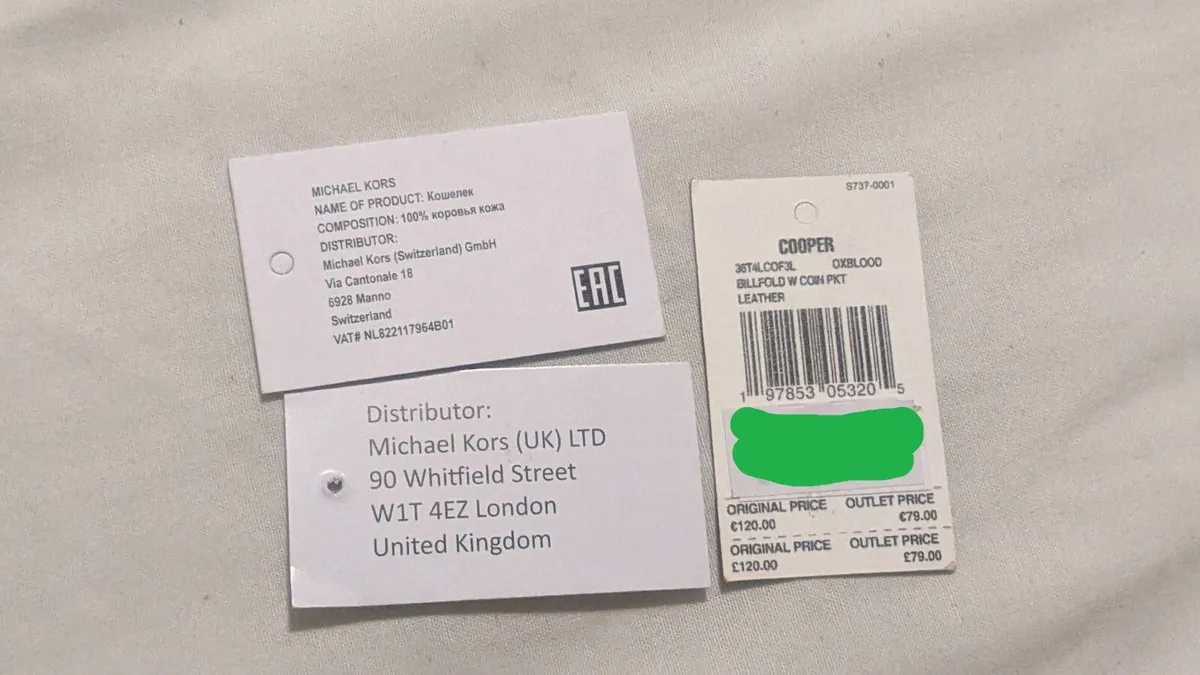 MICHAEL KORS
NAME OF PRODUCT: Кошелек
COMPOSITION: 100% коровья кожа
DISTRIBUTOR:
Michael Kors (Switzerland) GmbH
Via Cantonale 18
6928 Manno
Switzerland
VAT# NL822117964B01
EAC
Distributor:
Michael Kors (UK) LTD
90 Whitfield Street
W1T 4EZ London
United Kingdom
S737-0001
COOPER
36T4LCOF3L OXBLOOD
BILLFOLD W COIN PKT
LEATHER
1 97853 05320 5
ORIGINAL PRICE OUTLET PRICE
€120.00 €79.00
ORIGINAL PRICE OUTLET PRICE
£120.00 £79.00